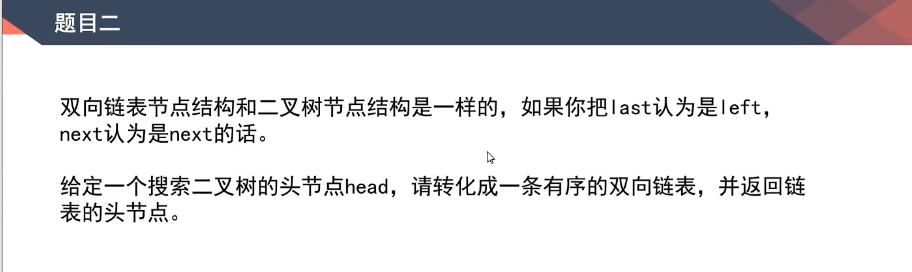 题目二
双向链表节点结构和二叉树节点结构是一样的，如果你把last认为是left，
next认为是next的话。
给定一个搜索二叉树的头节点head，请转化成一条有序的双向链表，并返回链
表的头节点。